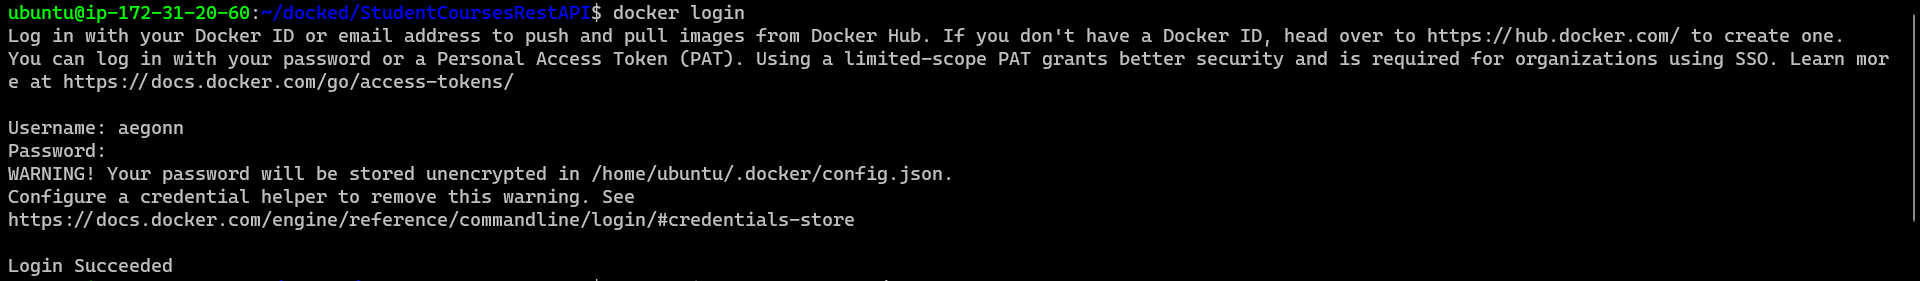 ubuntu@ip-172-31-20-60:~/docked/StudentCoursesRestAPI$ docker login
Log in with your Docker ID or email address to push and pull images from Docker Hub. If you don't have a Docker ID, head over to https://hub.docker.com/ to create one.
You can log in with your password or a Personal Access Token (PAT). Using a limited-scope PAT grants better security and is required for organizations using SSO. Learn mor
e at https://docs.docker.com/go/access-tokens/
Username: aegonn
Password:
WARNING! Your password will be stored unencrypted in /home/ubuntu/.docker/config.json.
Configure a credential helper to remove this warning. See
https://docs.docker.com/engine/reference/commandline/login/#credentials-store
Login Succeeded